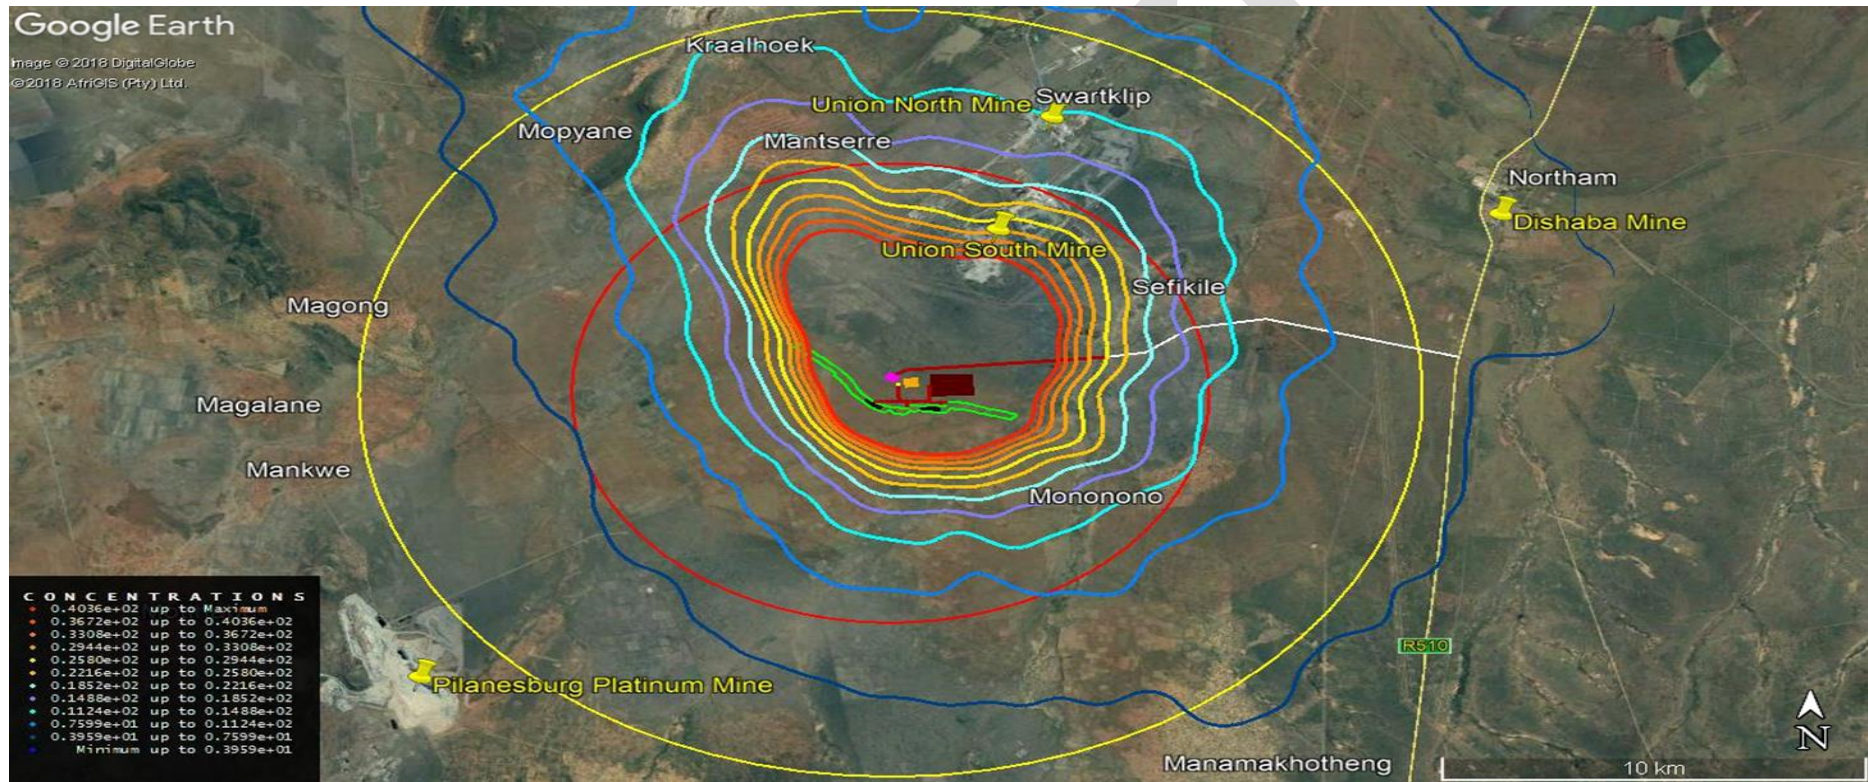 Google Earth
Image © 2018 DigitalGlobe
©2018 AfriGIS (Pty) Ltd.
Kraalhoek
Union North Mine
Swartklip
Mopyane
Mantserre
Northam
Dishaba Mine
Union South Mine
Sefikile
Magong
Magalane
Mankwe
Mononono
CONCENTRATIONS
0.4036e+02 up to Maximum
0.3672e+02 up to 0.4036e+02
0.3308e+02 up to 0.3672e+02
0.2944e+02 up to 0.3308e+02
0.2580e+02 up to 0.2944e+02
0.2216e+02 up to 0.2580e+02
0.1852e+02 up to 0.2216e+02
0.1488e+02 up to 0.1852e+02
0.1124e+02 up to 0.1488e+02
0.7599e+01 up to 0.1124e+02
0.3959e+01 up to 0.7599e+01
Minimum up to 0.3959e+01
R510
Pilanesburg Platinum Mine
N
Manamakhotheng
10 km